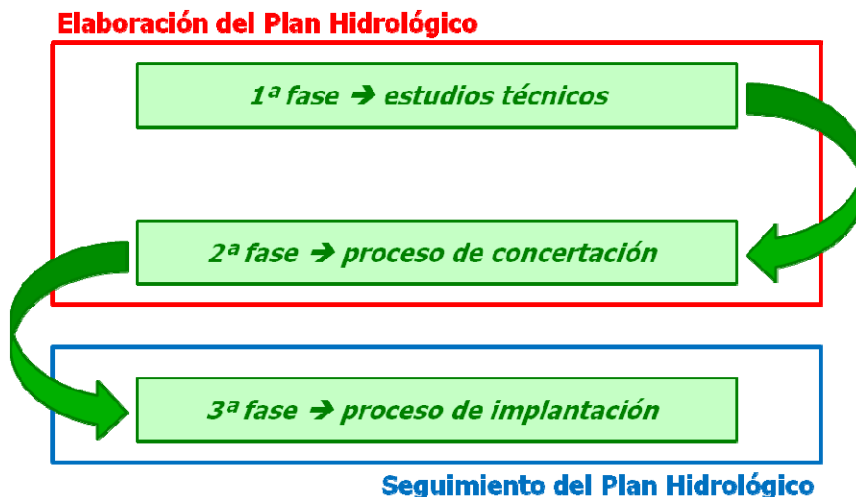 Elaboración del Plan Hidrológico
1ª fase ➔ estudios técnicos
2ª fase ➔ proceso de concertación
3ª fase ➔ proceso de implantación
Seguimiento del Plan Hidrológico